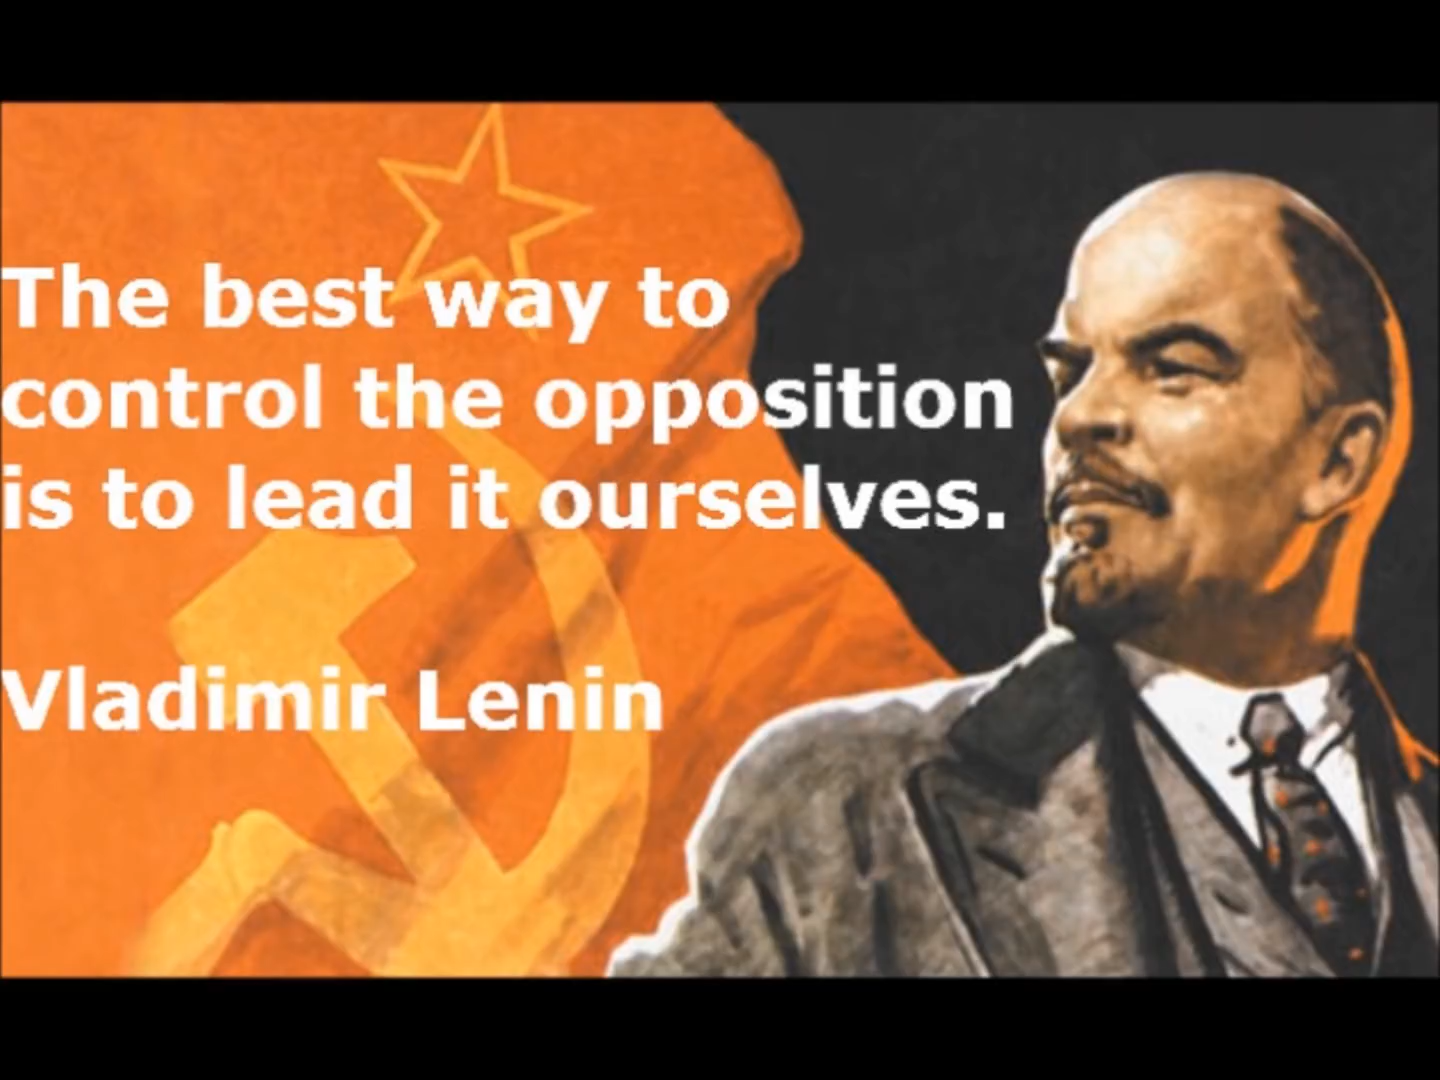 The best way to
control the opposition
is to lead it ourselves.
Vladimir Lenin